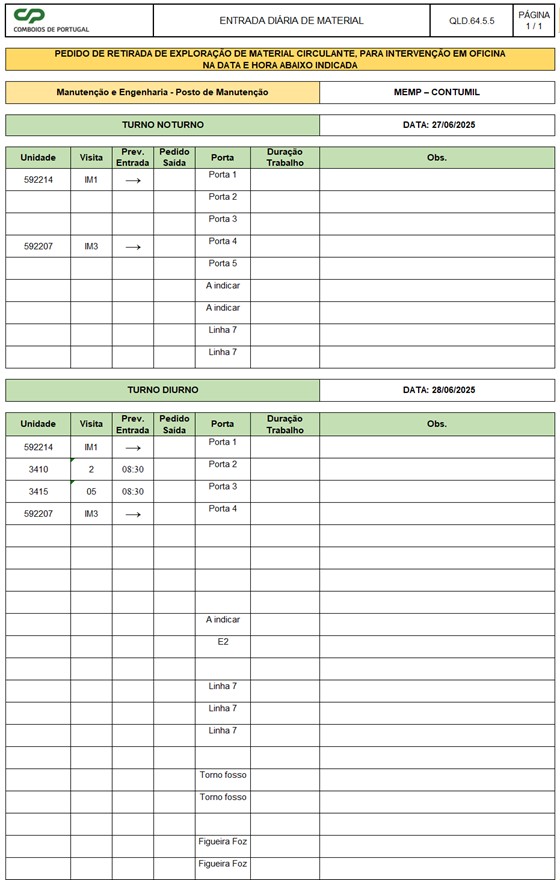 CP
COMBOIOS DE PORTUGAL
ENTRADA DIÁRIA DE MATERIAL
QLD.64.5.5
PÁGINA
1 / 1
PEDIDO DE RETIRADA DE EXPLORAÇÃO DE MATERIAL CIRCULANTE, PARA INTERVENÇÃO EM OFICINA
NA DATA E HORA ABAIXO INDICADA
Manutenção e Engenharia - Posto de Manutenção
MEMP – CONTUMIL
TURNO NOTURNO
DATA: 27/06/2025
Unidade Visita Prev. Entrada Pedido Saída Porta Duração Trabalho Obs.
592214 IM1 → Porta 1
Porta 2
Porta 3
592207 IM3 → Porta 4
Porta 5
A indicar
A indicar
Linha 7
Linha 7
TURNO DIURNO
DATA: 28/06/2025
Unidade Visita Prev. Entrada Pedido Saída Porta Duração Trabalho Obs.
592214 IM1 → Porta 1
3410 2 08:30 Porta 2
3415 05 08:30 Porta 3
592207 IM3 → Porta 4
A indicar
E2
Linha 7
Linha 7
Linha 7
Torno fosso
Torno fosso
Figueira Foz
Figueira Foz